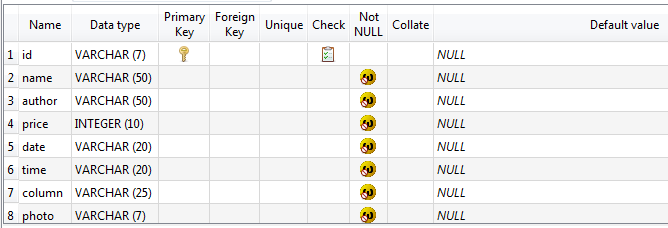 Name Data type Primary Key Foreign Key Unique Check Not NULL Collate Default value
1 id VARCHAR (7) NULL
2 name VARCHAR (50) NULL
3 author VARCHAR (50) NULL
4 price INTEGER (10) NULL
5 date VARCHAR (20) NULL
6 time VARCHAR (20) NULL
7 column VARCHAR (25) NULL
8 photo VARCHAR (7) NULL